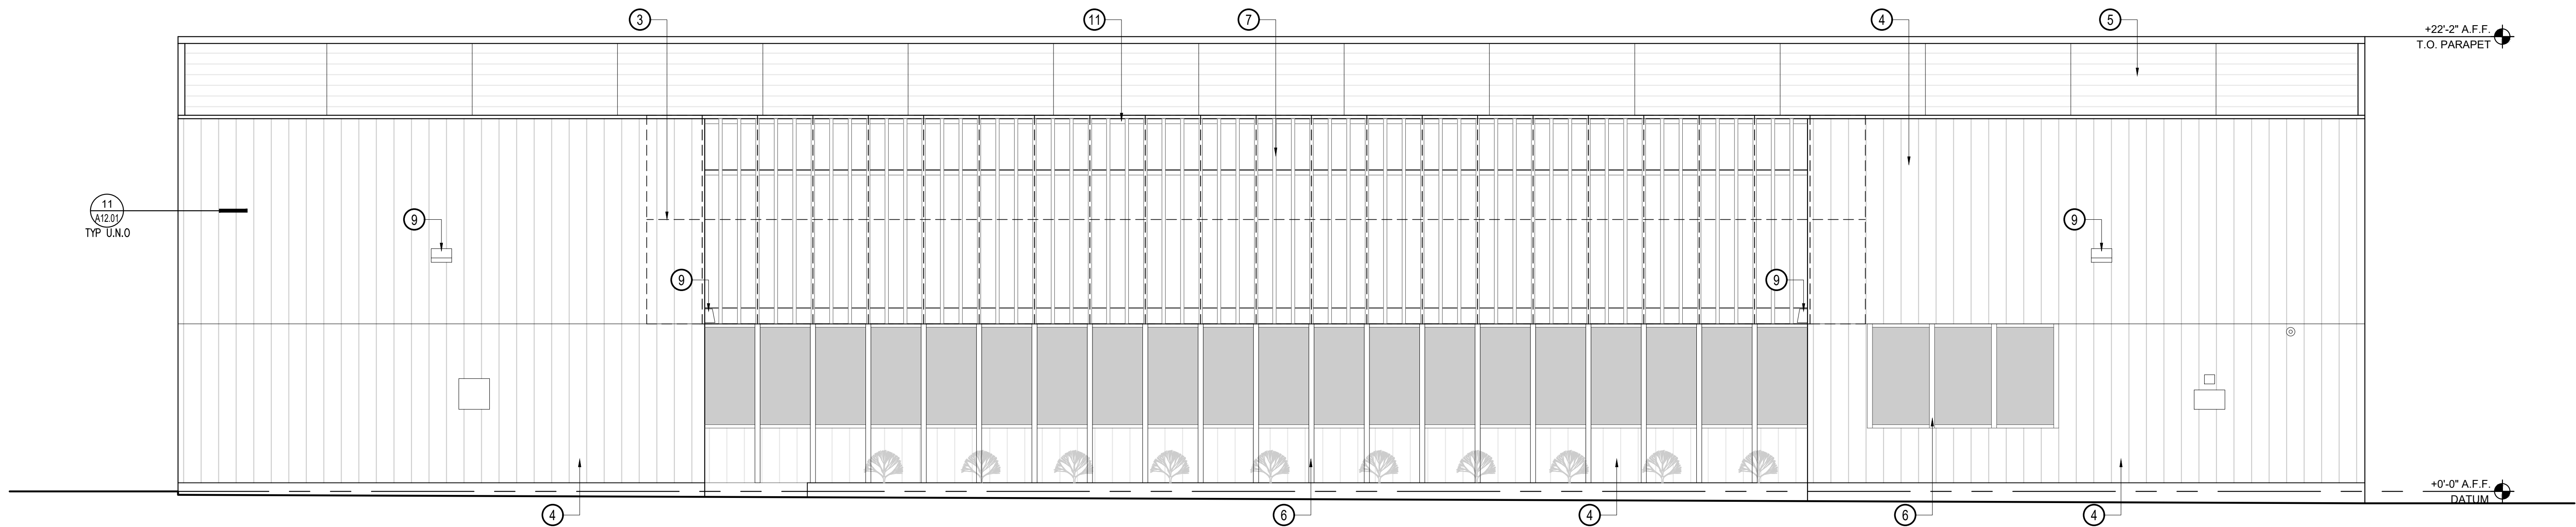 3
11
7
4
5
+22'-2" A.F.F.
T.O. PARAPET
11
A12.01
TYP U.N.O
9
9
9
9
+0'-0" A.F.F.
DATUM
4
6
4
6
4